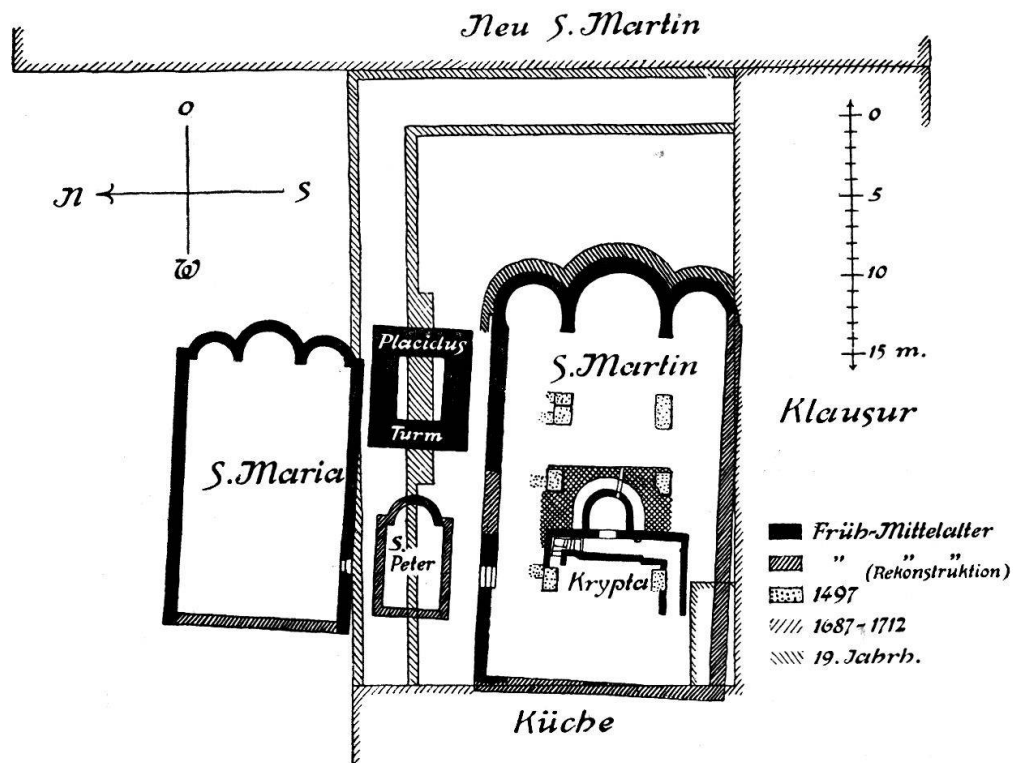 Neu S. Martin
O
N
S
W
0
5
10
15 m.
Placidus
Turm
S. Martin
Klausur
S. Maria
S.
Peter
Krypta
Früh-Mittelalter
" " "
(Rekonstruktion)
1497
1687-1712
19. Jahrh.
Küche